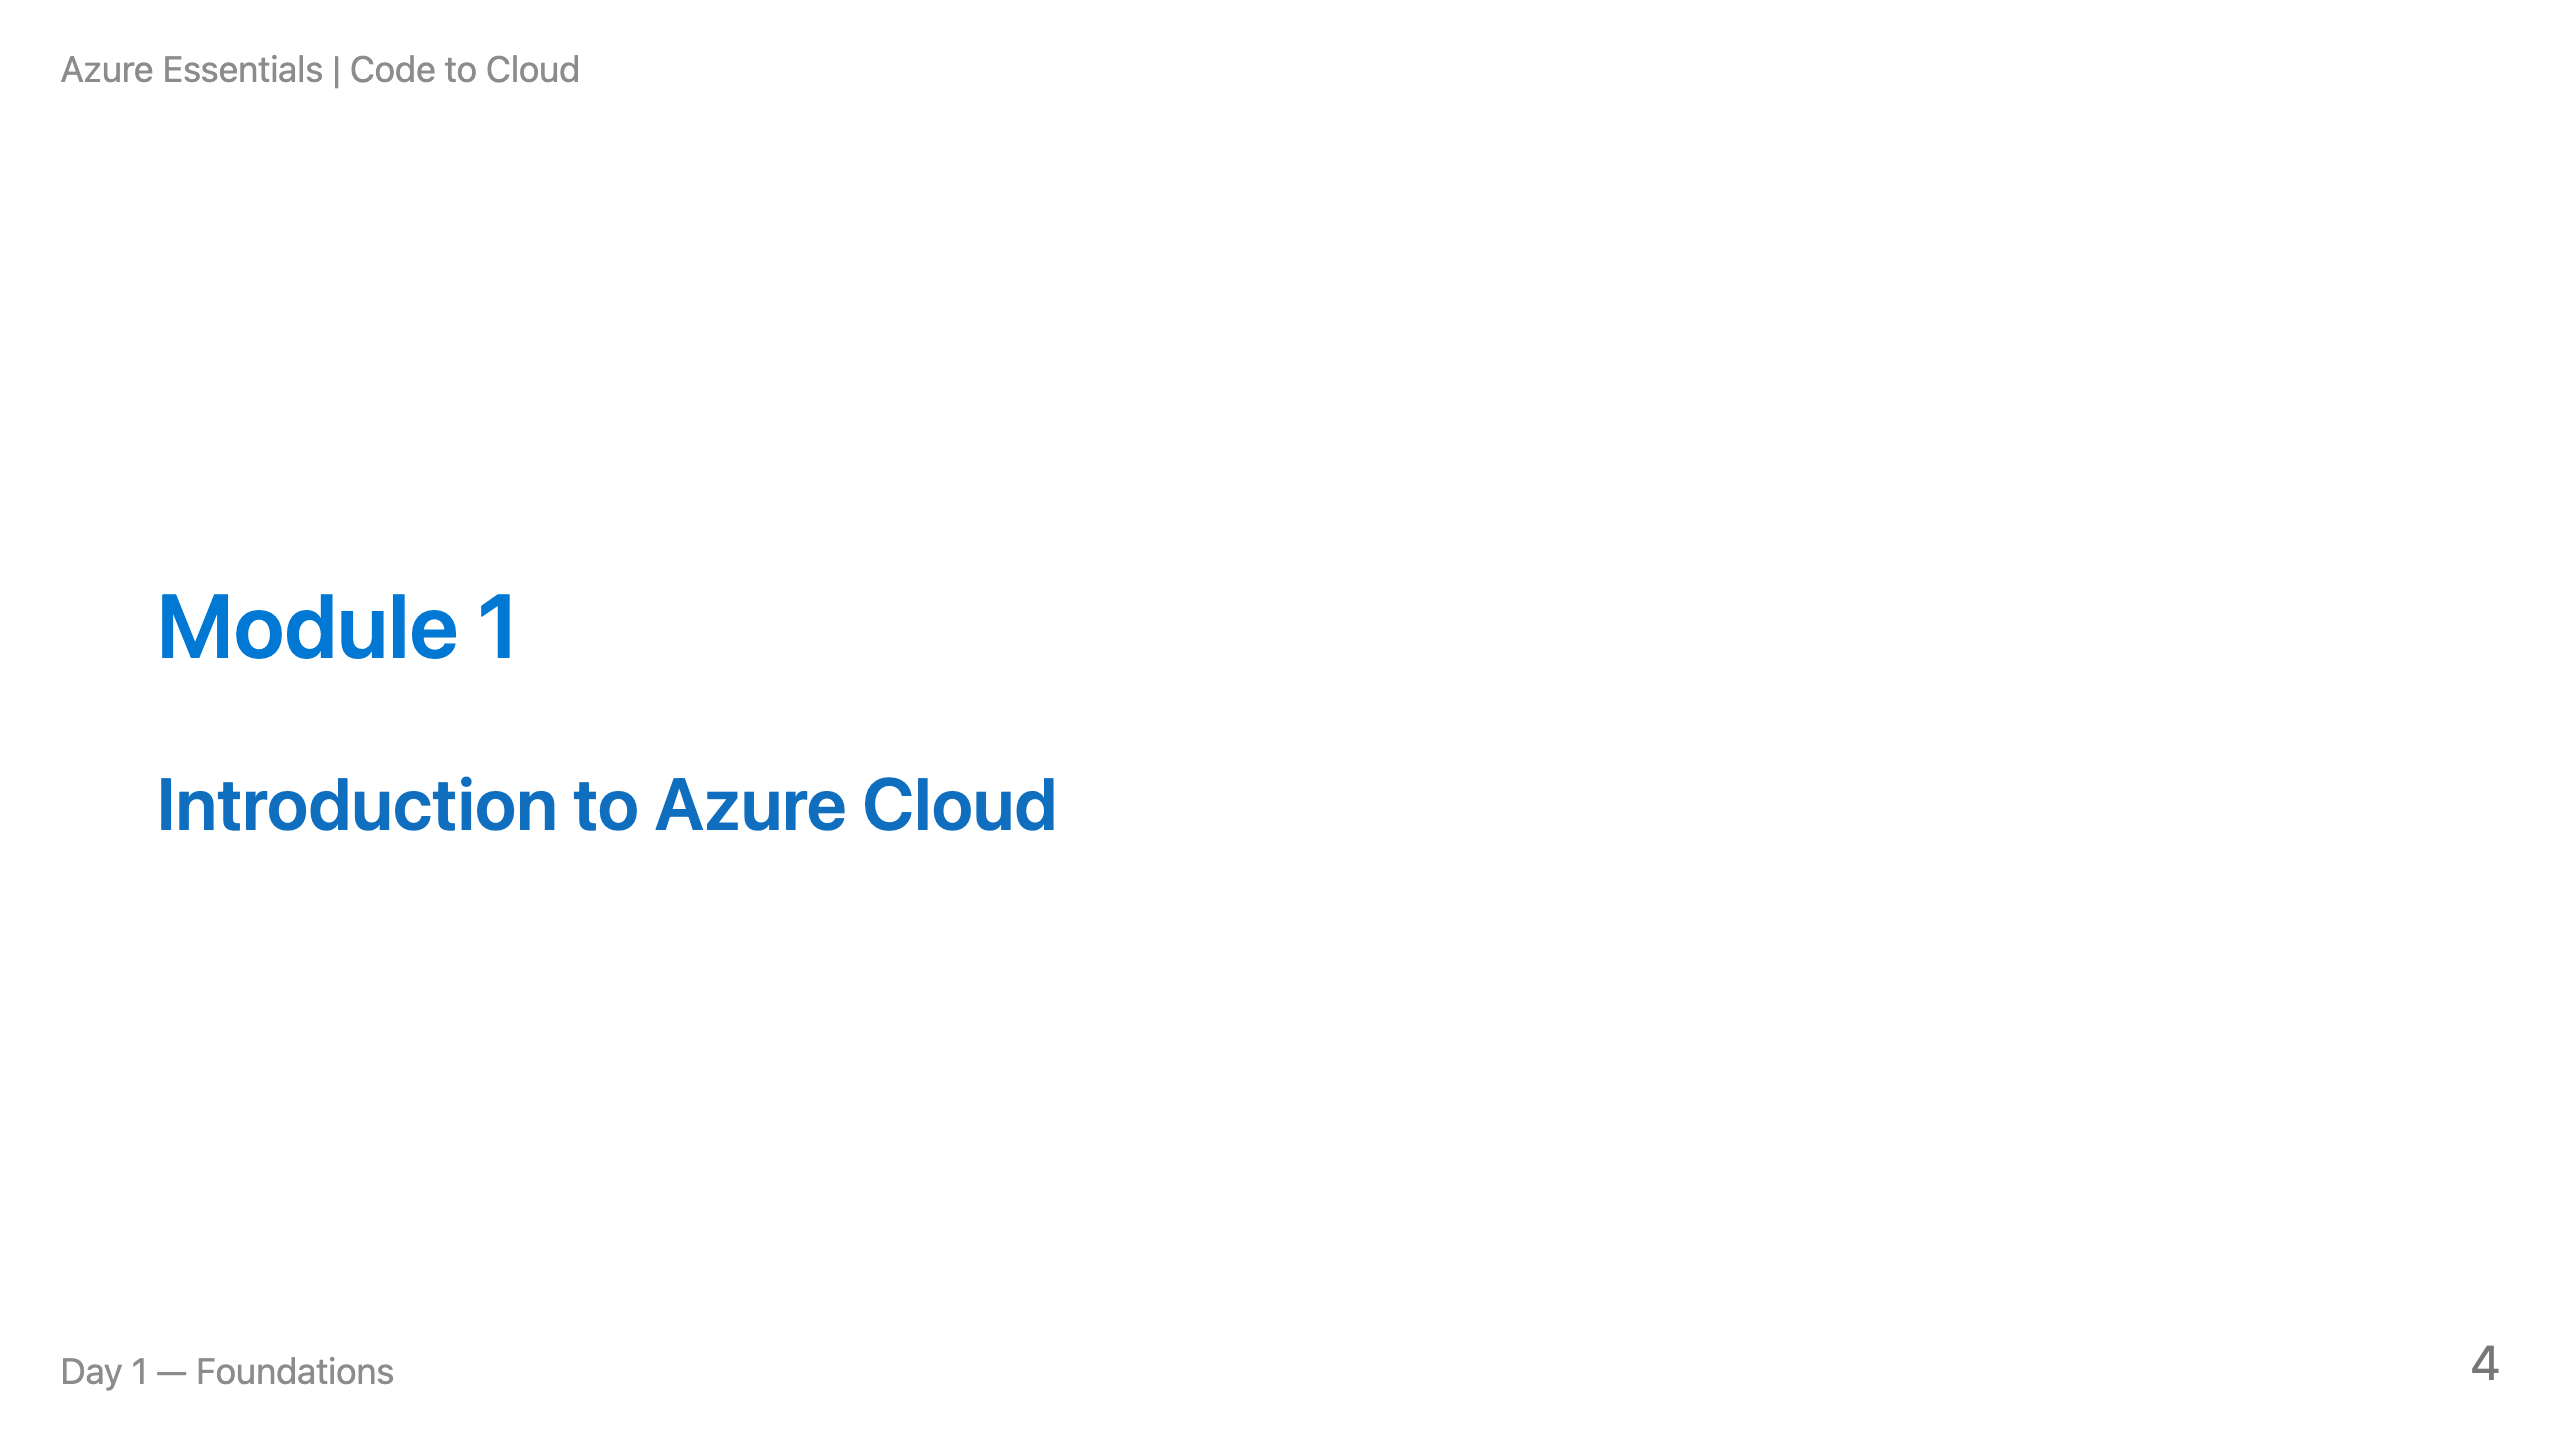 Azure Essentials | Code to Cloud
Module 1
Introduction to Azure Cloud
Day 1 — Foundations
4